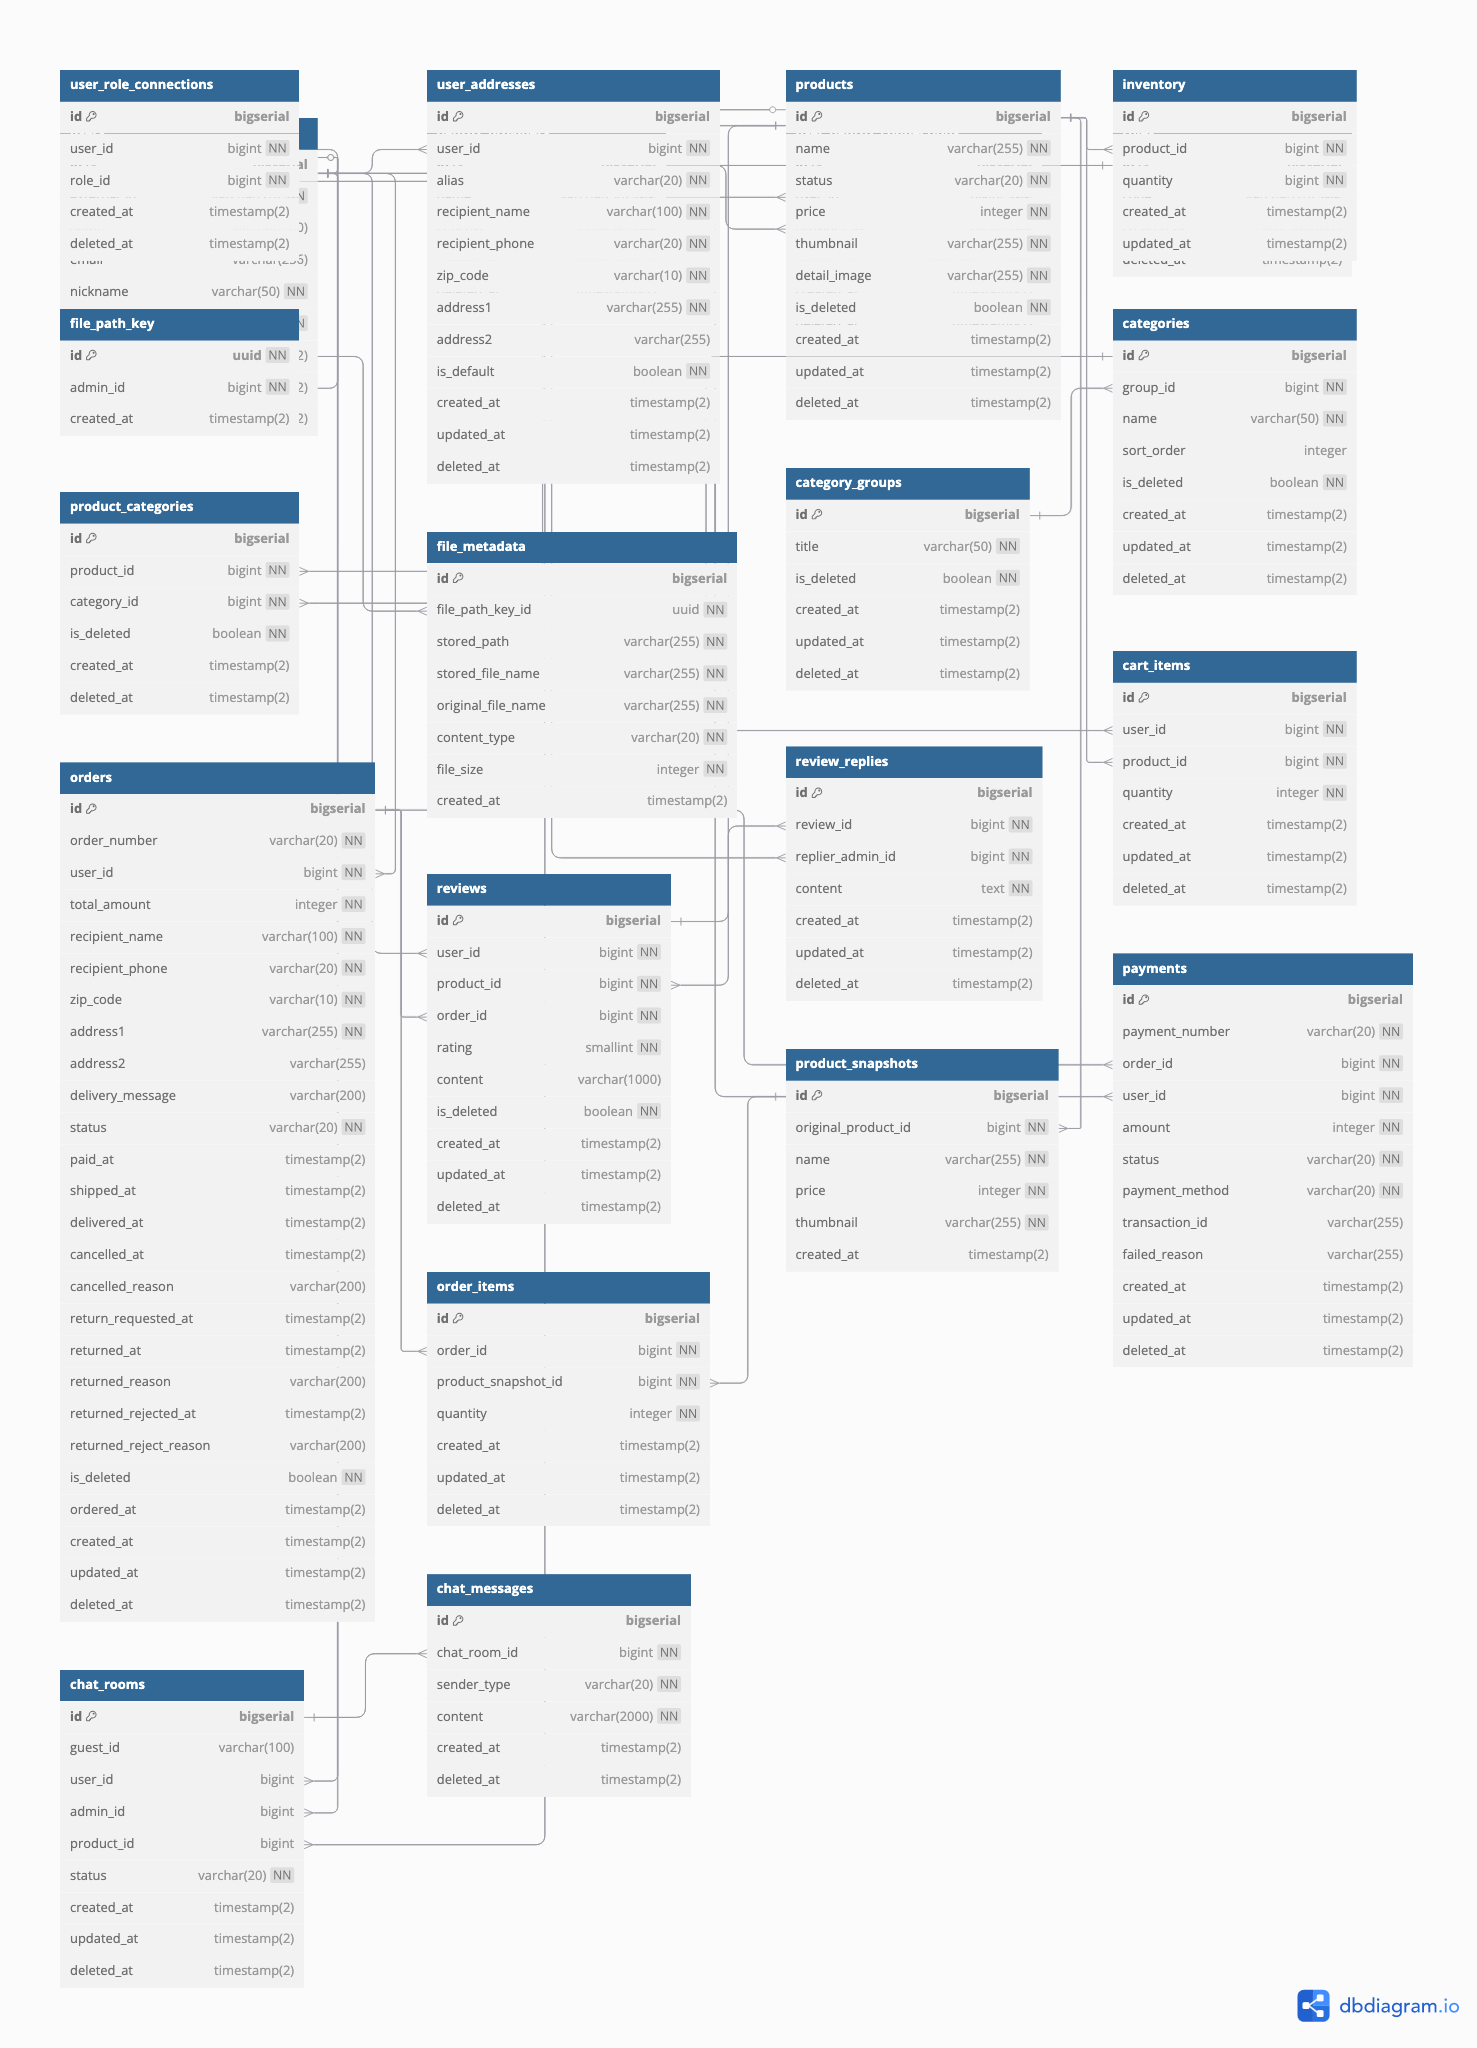 user_role_connections
id bigserial
user_id bigint NN
role_id bigint NN
created_at timestamp(2)
deleted_at timestamp(2)
nickname varchar(50) NN
file_path_key
id uuid NN 2)
admin_id bigint NN 2)
created_at timestamp(2) 2)
product_categories
id bigserial
product_id bigint NN
category_id bigint NN
is_deleted boolean NN
created_at timestamp(2)
deleted_at timestamp(2)
orders
id bigserial
order_number varchar(20) NN
user_id bigint NN
total_amount integer NN
recipient_name varchar(100) NN
recipient_phone varchar(20) NN
zip_code varchar(10) NN
address1 varchar(255) NN
address2 varchar(255)
delivery_message varchar(200)
status varchar(20) NN
paid_at timestamp(2)
shipped_at timestamp(2)
delivered_at timestamp(2)
cancelled_at timestamp(2)
cancelled_reason varchar(200)
return_requested_at timestamp(2)
returned_at timestamp(2)
returned_reason varchar(200)
returned_rejected_at timestamp(2)
returned_reject_reason varchar(200)
is_deleted boolean NN
ordered_at timestamp(2)
created_at timestamp(2)
updated_at timestamp(2)
deleted_at timestamp(2)
chat_rooms
id bigserial
guest_id varchar(100)
user_id bigint
admin_id bigint
product_id bigint
status varchar(20) NN
created_at timestamp(2)
updated_at timestamp(2)
deleted_at timestamp(2)
user_addresses
id bigserial
user_id bigint NN
alias varchar(20) NN
recipient_name varchar(100) NN
recipient_phone varchar(20) NN
zip_code varchar(10) NN
address1 varchar(255) NN
address2 varchar(255)
is_default boolean NN
created_at timestamp(2)
updated_at timestamp(2)
deleted_at timestamp(2)
file_metadata
id bigserial
file_path_key_id uuid NN
stored_path varchar(255) NN
stored_file_name varchar(255) NN
original_file_name varchar(255) NN
content_type varchar(20) NN
file_size integer NN
created_at timestamp(2)
reviews
id bigserial
user_id bigint NN
product_id bigint NN
order_id bigint NN
rating smallint NN
content varchar(1000)
is_deleted boolean NN
created_at timestamp(2)
updated_at timestamp(2)
deleted_at timestamp(2)
order_items
id bigserial
order_id bigint NN
product_snapshot_id bigint NN
quantity integer NN
created_at timestamp(2)
updated_at timestamp(2)
deleted_at timestamp(2)
chat_messages
id bigserial
chat_room_id bigint NN
sender_type varchar(20) NN
content varchar(2000) NN
created_at timestamp(2)
deleted_at timestamp(2)
products
id bigserial
name varchar(255) NN
status varchar(20) NN
price integer NN
thumbnail varchar(255) NN
detail_image varchar(255) NN
is_deleted boolean NN
created_at timestamp(2)
updated_at timestamp(2)
deleted_at timestamp(2)
category_groups
id bigserial
title varchar(50) NN
is_deleted boolean NN
created_at timestamp(2)
updated_at timestamp(2)
deleted_at timestamp(2)
review_replies
id bigserial
review_id bigint NN
replier_admin_id bigint NN
content text NN
created_at timestamp(2)
updated_at timestamp(2)
deleted_at timestamp(2)
product_snapshots
id bigserial
original_product_id bigint NN
name varchar(255) NN
price integer NN
thumbnail varchar(255) NN
created_at timestamp(2)
inventory
id bigserial
product_id bigint NN
quantity bigint NN
created_at timestamp(2)
updated_at timestamp(2)
categories
id bigserial
group_id bigint NN
name varchar(50) NN
sort_order integer
is_deleted boolean NN
created_at timestamp(2)
updated_at timestamp(2)
deleted_at timestamp(2)
cart_items
id bigserial
user_id bigint NN
product_id bigint NN
quantity integer NN
created_at timestamp(2)
updated_at timestamp(2)
deleted_at timestamp(2)
payments
id bigserial
payment_number varchar(20) NN
order_id bigint NN
user_id bigint NN
amount integer NN
status varchar(20) NN
payment_method varchar(20) NN
transaction_id varchar(255)
failed_reason varchar(255)
created_at timestamp(2)
updated_at timestamp(2)
deleted_at timestamp(2)
dbdiagram.io